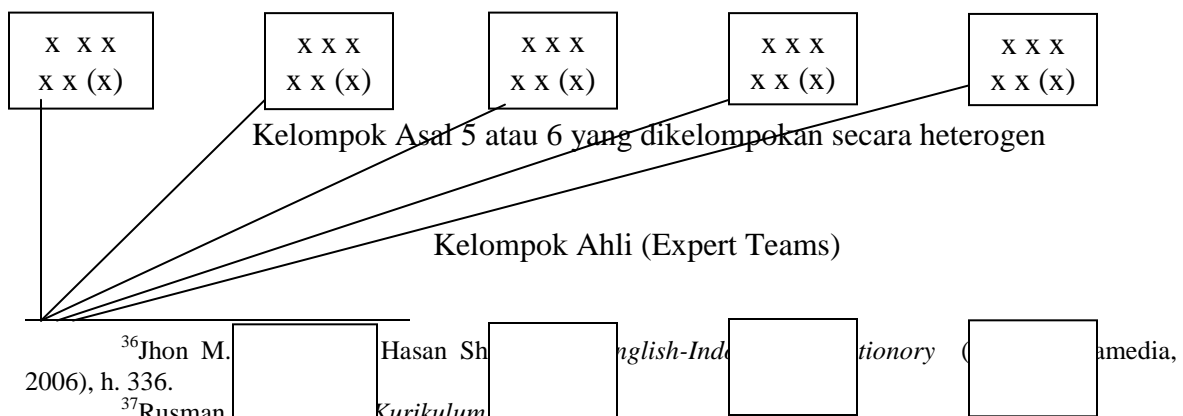 x x x x x x x x x x x x x x x
x x (x) x x (x) x x (x) x x (x) x x (x)
Kelompok Asal 5 atau 6 yang dikelompokan secara heterogen
Kelompok Ahli (Expert Teams)
36Jhon M. Hasan Sh nglish-Ind tionory ( amedia,
2006), h. 336.
37Rusman Kurikulum